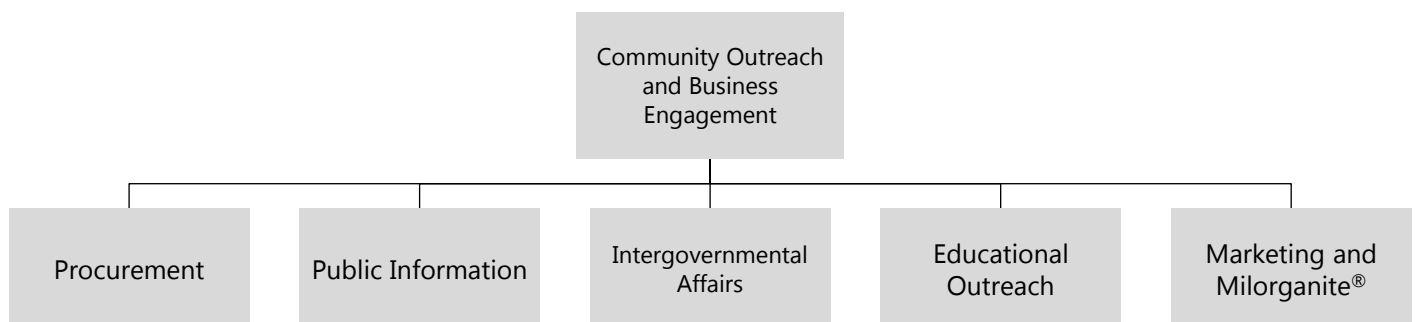 Community Outreach
and Business
Engagement
Procurement
Public Information
Intergovernmental
Affairs
Educational
Outreach
Marketing and
Milorganite®